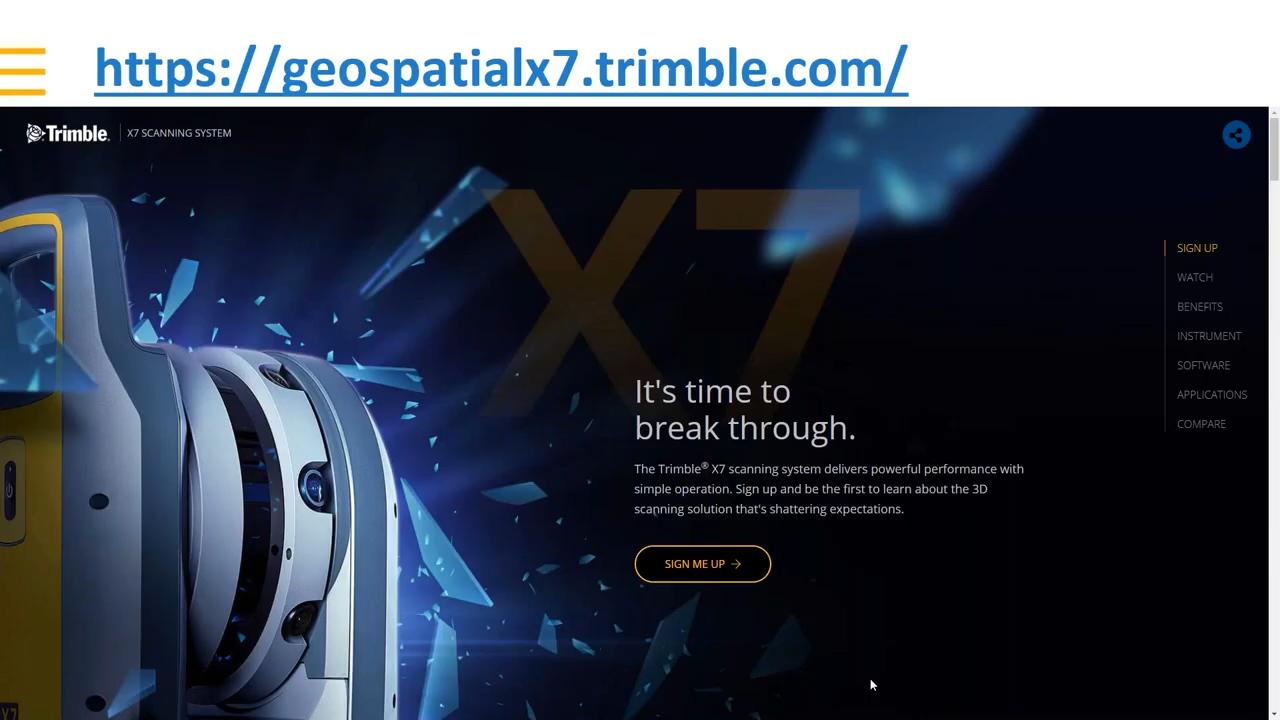 https://geospatialx7.trimble.com/
Trimble.
X7 SCANNING SYSTEM
X7
SIGN UP
WATCH
BENEFITS
INSTRUMENT
SOFTWARE
APPLICATIONS
COMPARE
It's time to
break through.
The Trimble® X7 scanning system delivers powerful performance with
simple operation. Sign up and be the first to learn about the 3D
scanning solution that's shattering expectations.
SIGN ME UP →
X7